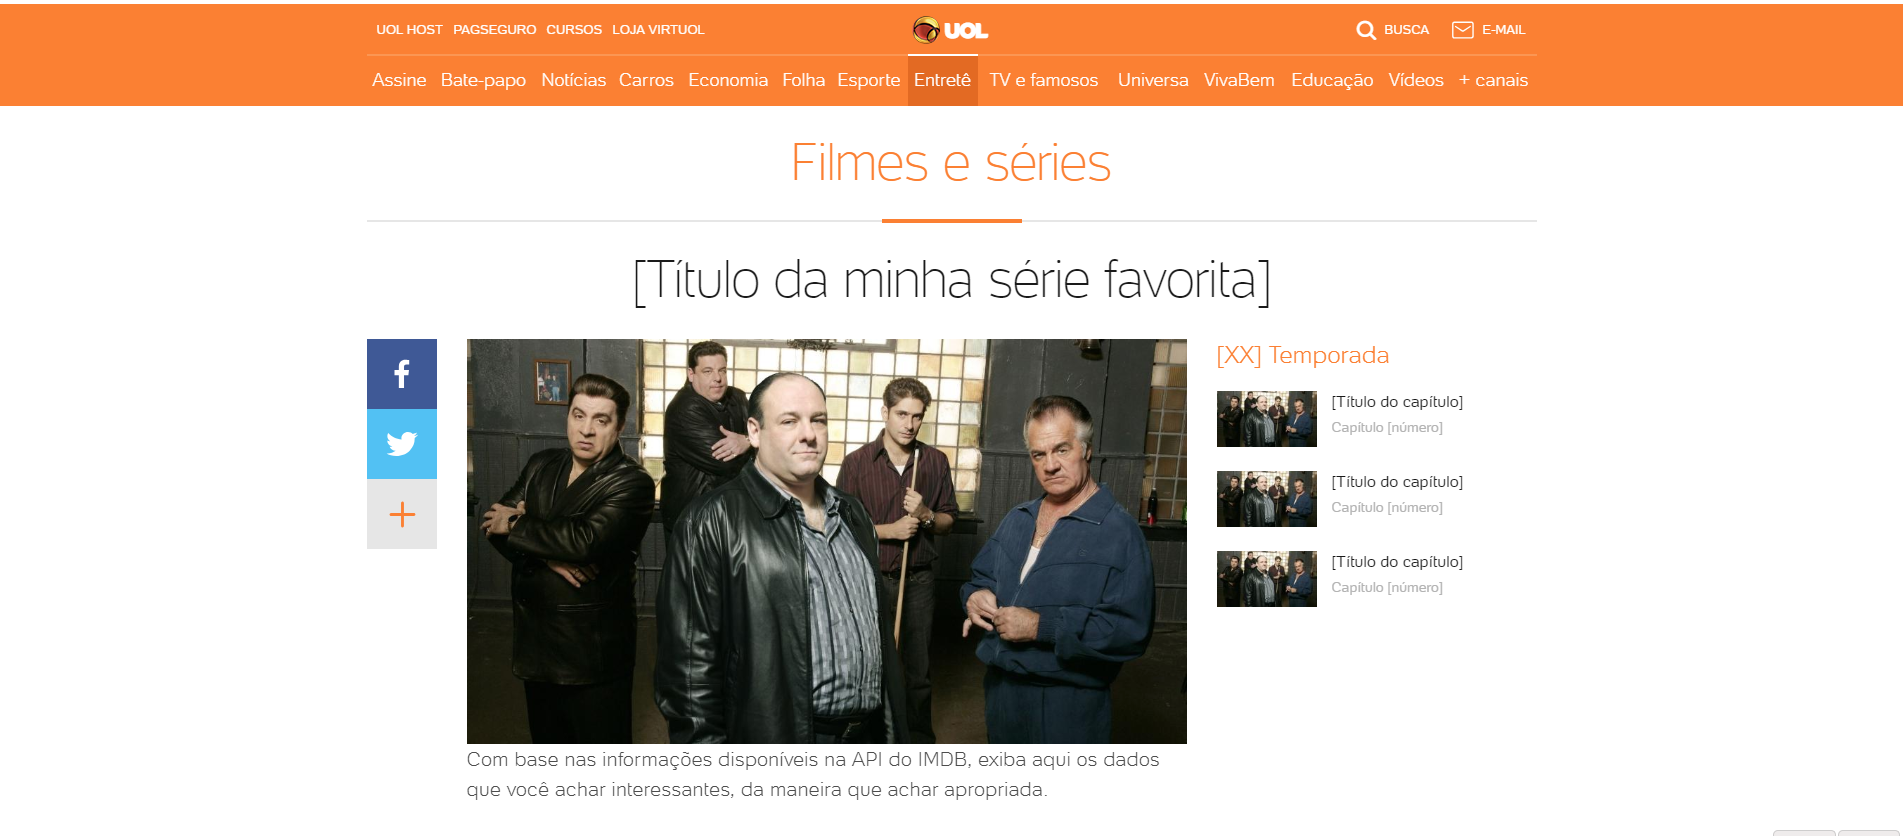 UOL HOST PAGSEGURO CURSOS LOJA VIRTUOL
UOL
BUSCA E-MAIL
Assine Bate-papo Notícias Carros Economia Folha Esporte Entretê TV e famosos Universa VivaBem Educação Vídeos + canais
Filmes e séries
[Título da minha série favorita]
[XX] Temporada
[Título do capítulo]
Capítulo [número]
[Título do capítulo]
Capítulo [número]
[Título do capítulo]
Capítulo [número]
Com base nas informações disponíveis na API do IMDB, exiba aqui os dados
que você achar interessantes, da maneira que achar apropriada.